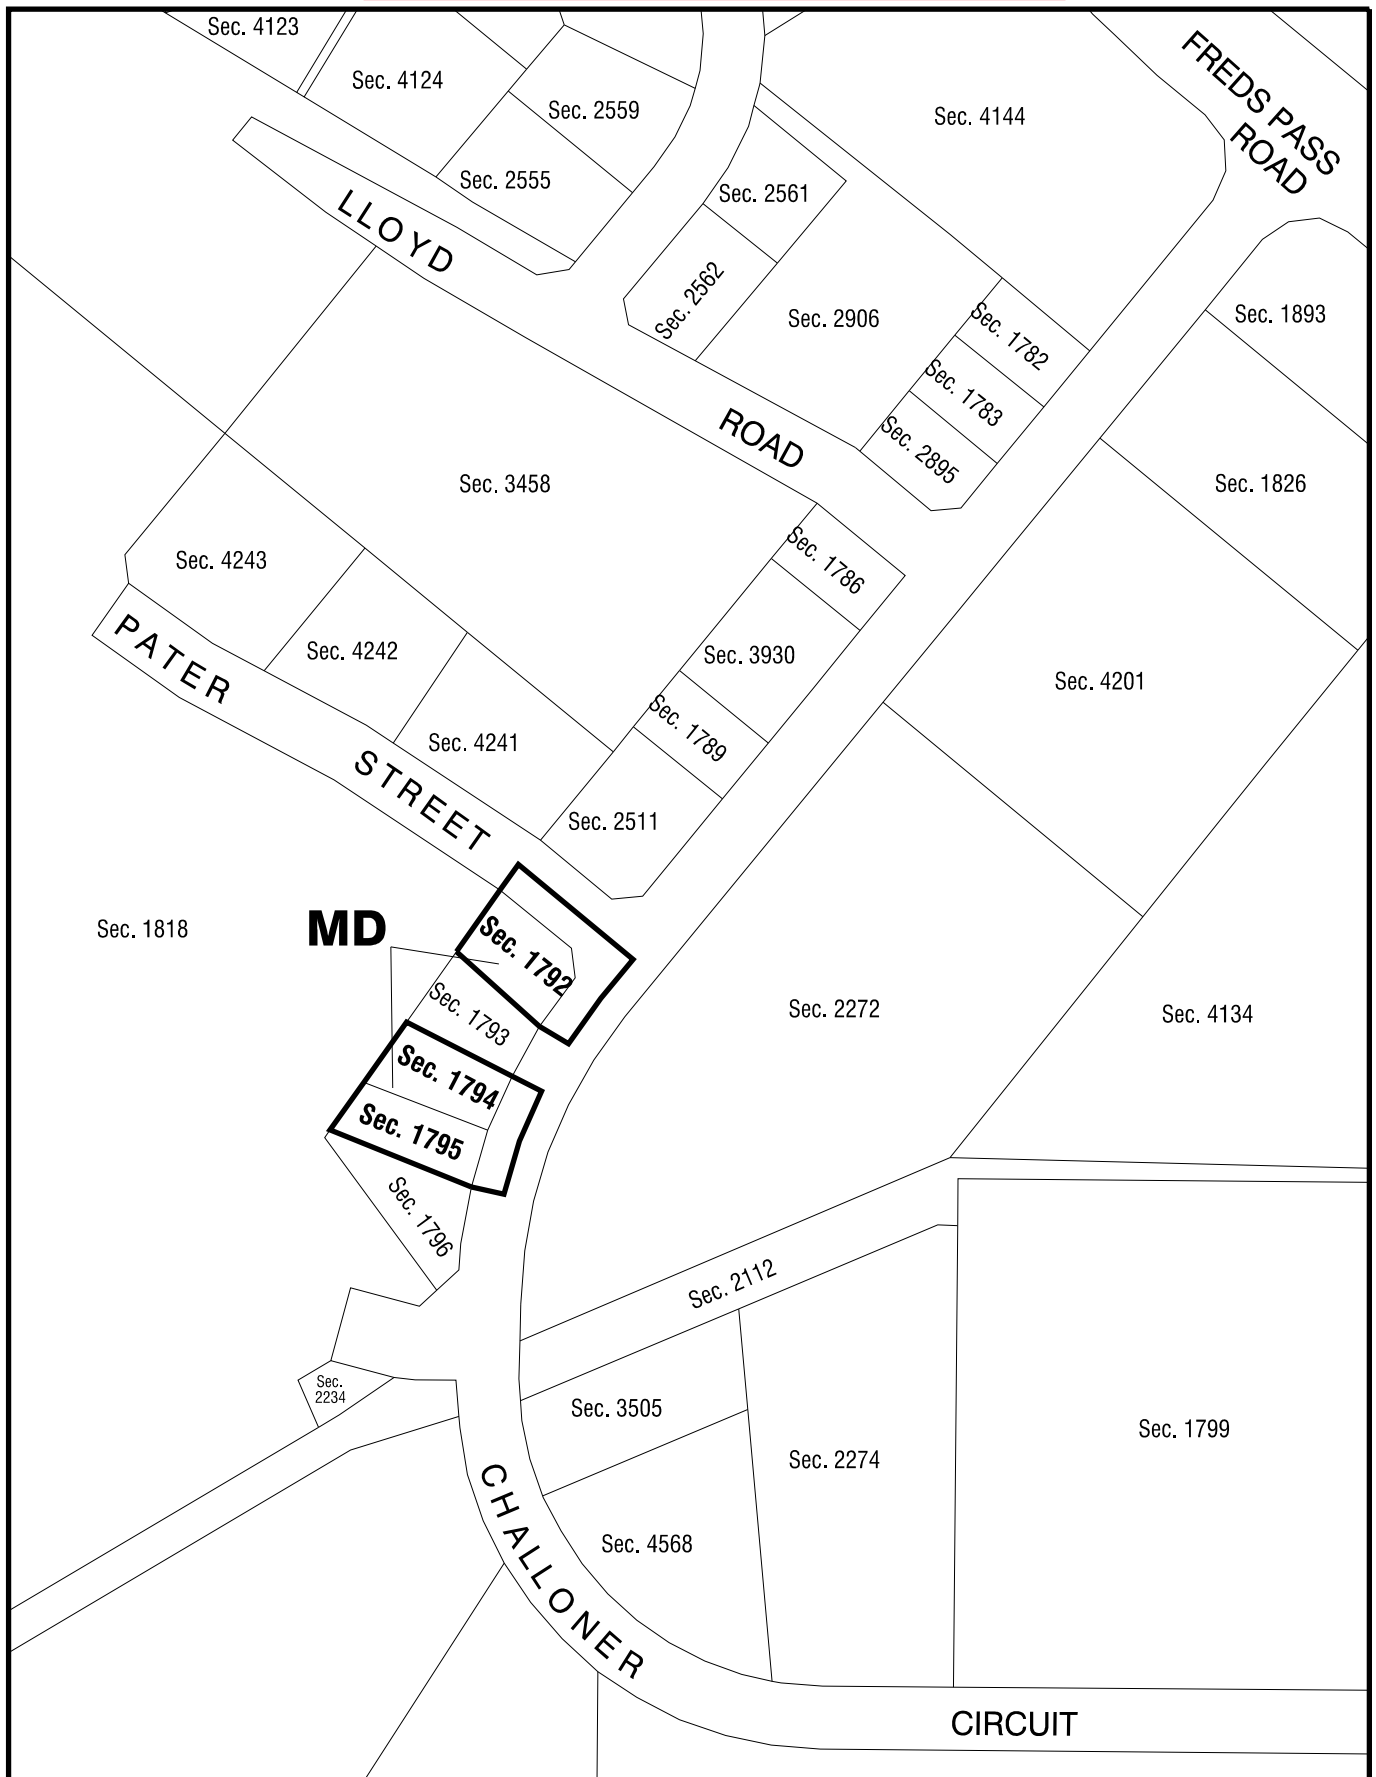 Sec. 4123
Sec. 4124
Sec. 2559
Sec. 4144
FREDS PASS
ROAD
Sec. 2555
Sec. 2561
LLOYD
Sec. 2562
Sec. 2906
Sec. 1782
Sec. 1893
Sec. 1783
ROAD
Sec. 2895
Sec. 3458
Sec. 1826
Sec. 4243
Sec. 1786
PATER
Sec. 4242
Sec. 3930
Sec. 4201
Sec. 1789
Sec. 4241
STREET
Sec. 2511
Sec. 1818
MD
Sec. 1792
Sec. 1793
Sec. 2272
Sec. 4134
Sec. 1794
Sec. 1795
Sec. 1796
Sec. 2112
Sec.
2234
Sec. 3505
Sec. 1799
Sec. 2274
Sec. 4568
CHALLONER
CIRCUIT